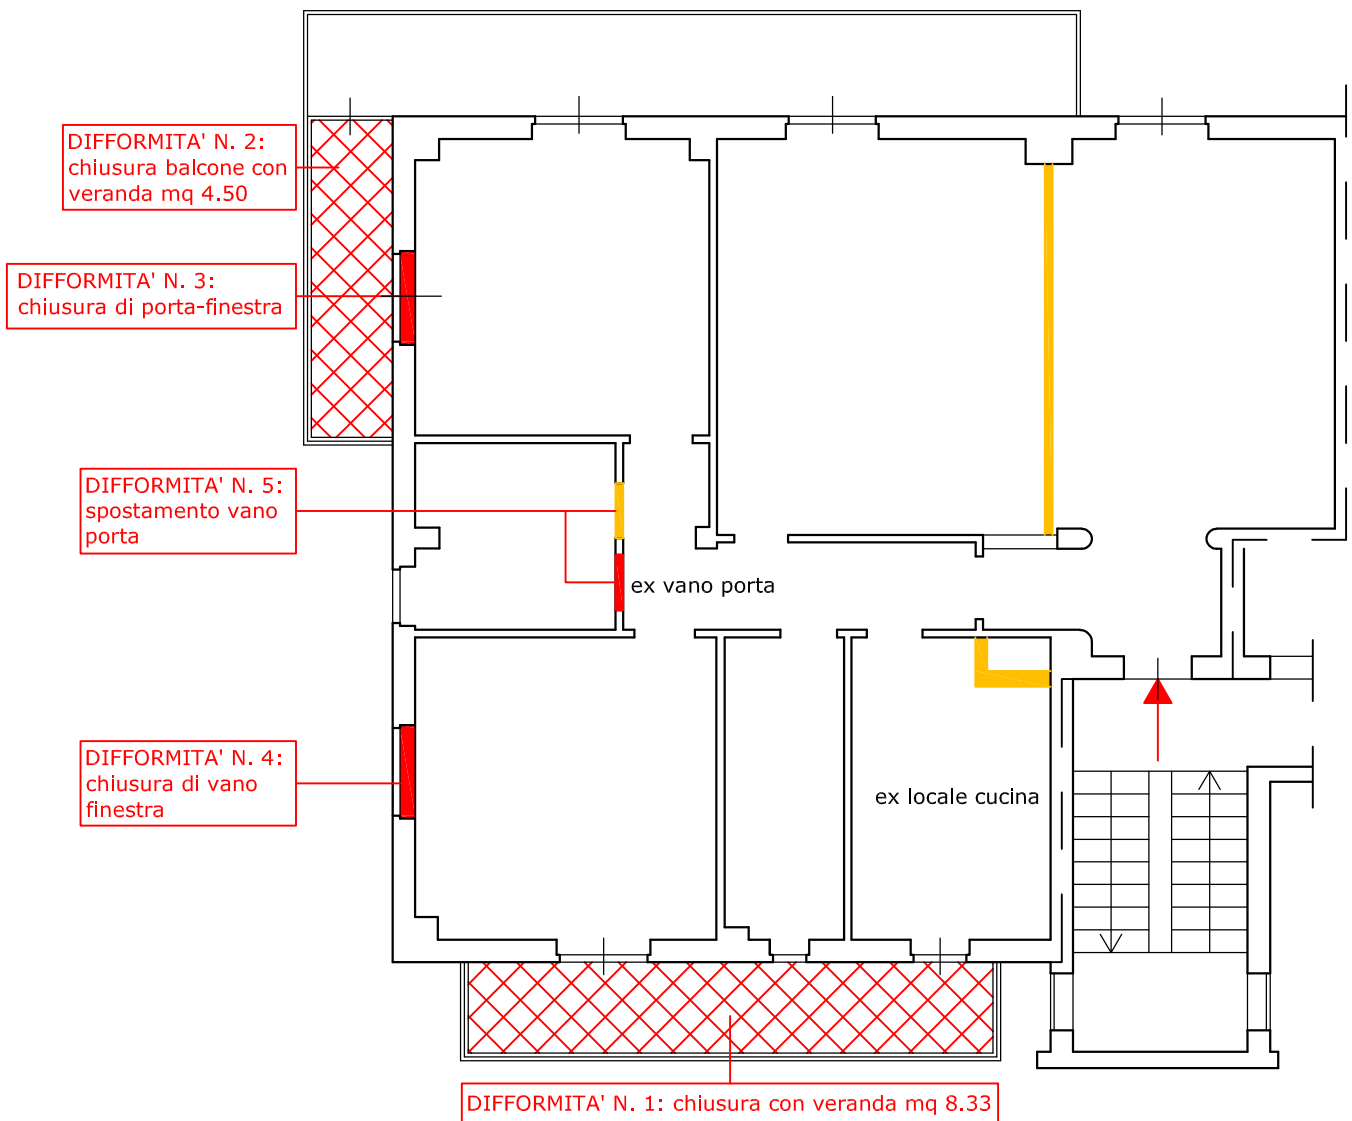 DIFFORMITA' N. 2:
chiusura balcone con
veranda mq 4.50
DIFFORMITA' N. 3:
chiusura di porta-finestra
DIFFORMITA' N. 5:
spostamento vano
porta
ex vano porta
DIFFORMITA' N. 4:
chiusura di vano
finestra
ex locale cucina
DIFFORMITA' N. 1: chiusura con veranda mq 8.33